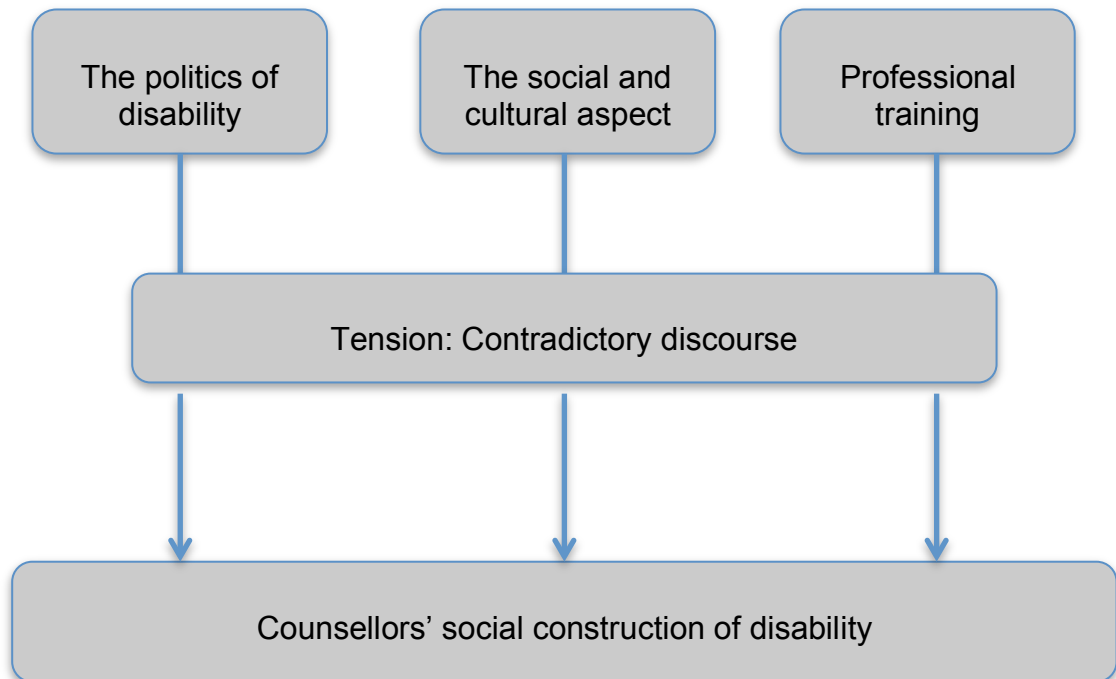 The politics of
disability
The social and
cultural aspect
Professional
training
Tension: Contradictory discourse
Counsellors’ social construction of disability